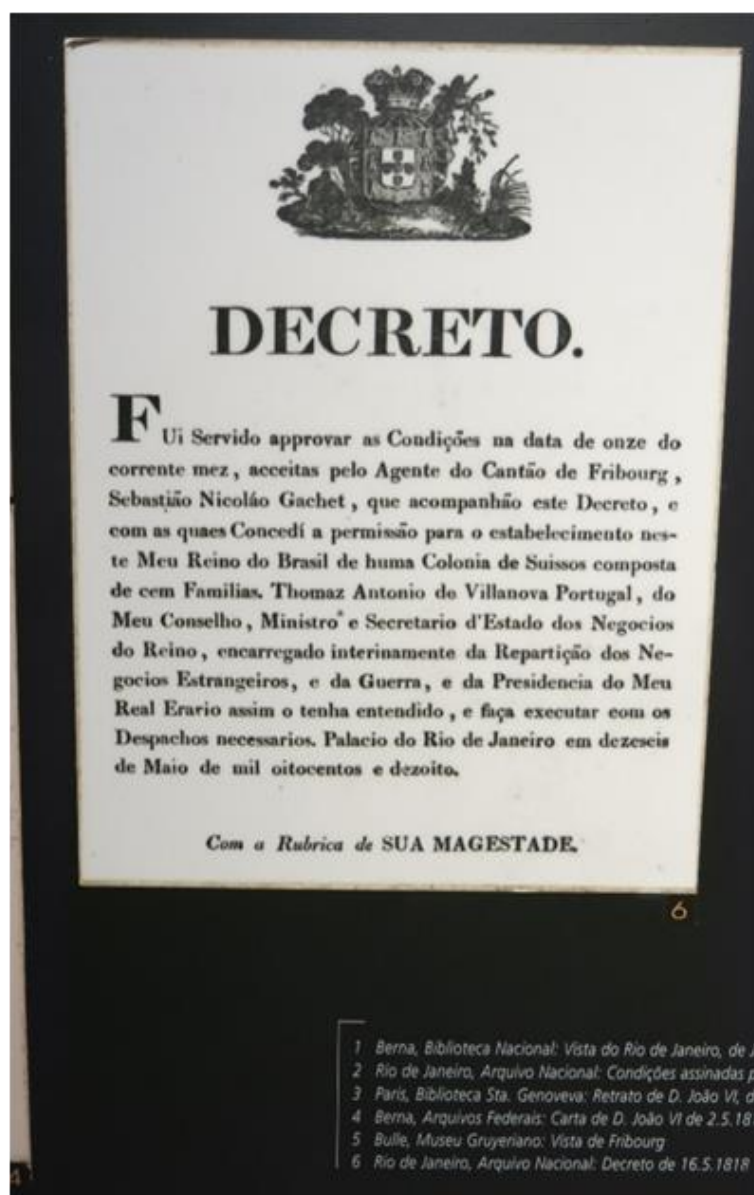 DECRETO.
FUi Servido approvar as Condições na data de onze do
corrente mez, acceitas pelo Agente do Cantão de Fribourg,
Sebastião Nicoláo Gachet, que acompanhão este Decreto, e
com as quaes Concedí a permissão para o estabelecimento nes-
te Meu Reino do Brasil de huma Colonia de Suissos composta
de cem Familias. Thomaz Antonio de Villanova Portugal, do
Meu Conselho, Ministro e Secretario d'Estado dos Negocios
do Reino, encarregado interinamente da Repartição dos Ne-
gocios Estrangeiros, e da Guerra, e da Presidencia do Meu
Real Erario assim o tenha entendido, e faça executar com os
Despachos necessarios. Palacio do Rio de Janeiro em dezeseis
de Maio de mil oitocentos e dezoito.
Com a Rubrica de SUA MAGESTADE.
6
1 Berna, Biblioteca Nacional: Vista do Rio de Janeiro, de
2 Rio de Janeiro, Arquivo Nacional: Condições assinadas
3 Paris, Biblioteca Sta. Genoveva: Retrato de D. João VI,
4 Berna, Arquivos Federais: Carta de D. João VI de 2.5.18
5 Bulle, Museu Gruyeriano: Vista de Fribourg
6 Rio de Janeiro, Arquivo Nacional: Decreto de 16.5.1818
4